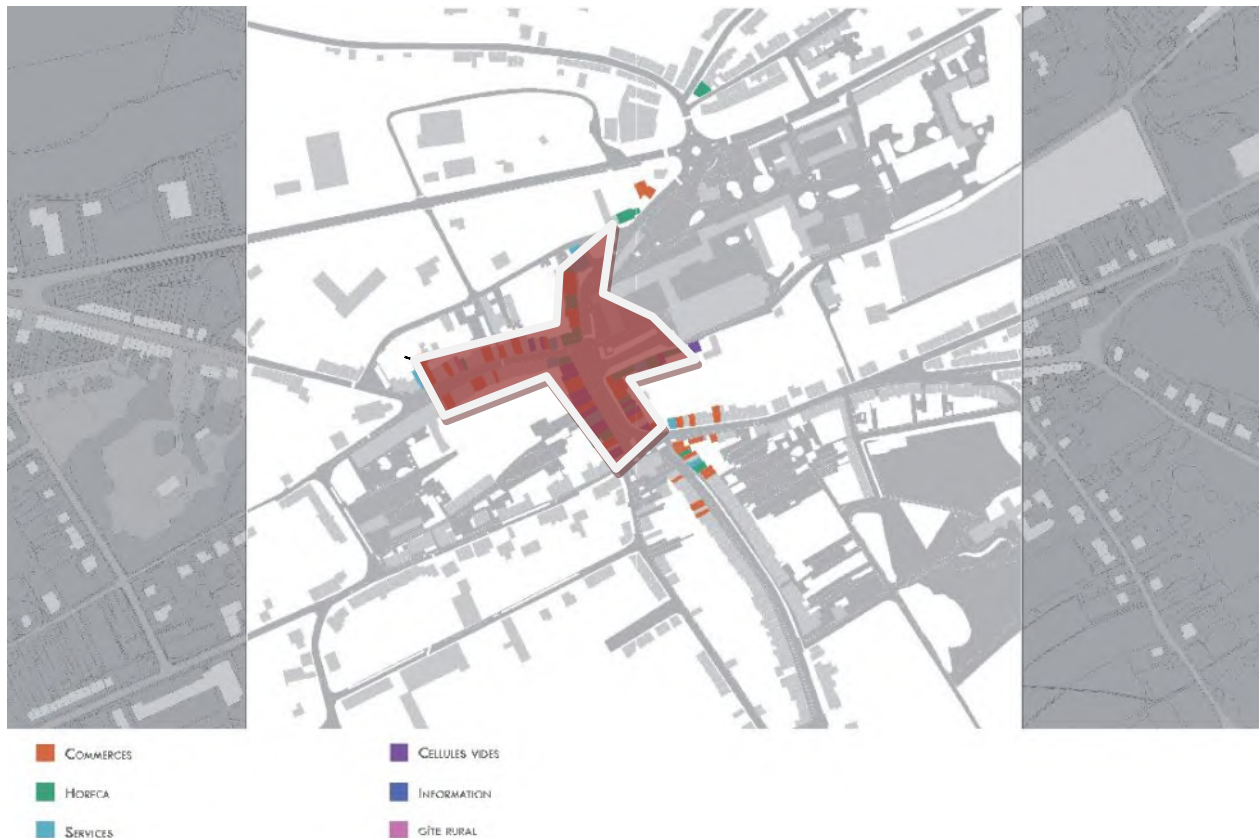 COMMERCES
HORECA
SERVICES
CELLULES VIDES
INFORMATION
GÎTE RURAL